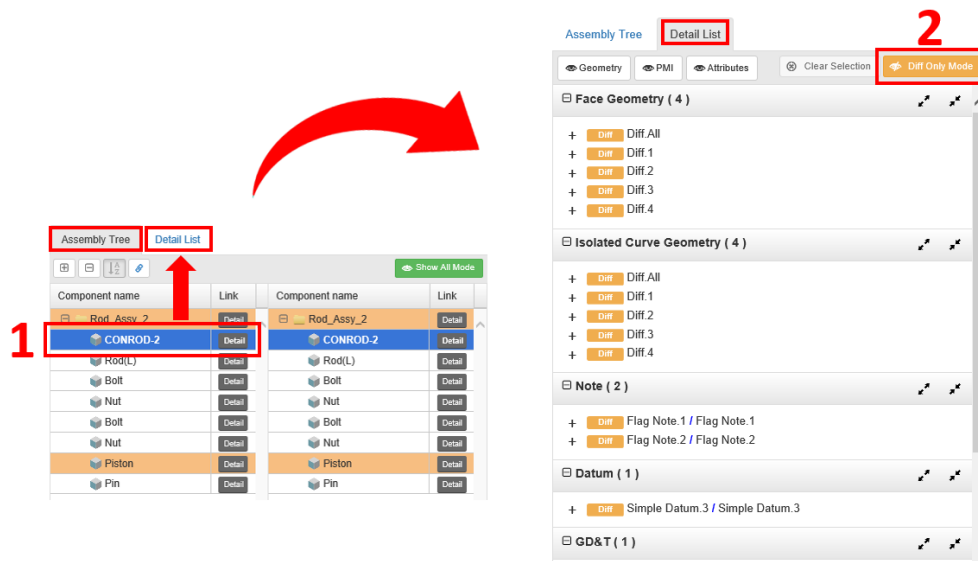 2
Assembly Tree Detail List
Geometry PMI Attributes Clear Selection Diff Only Mode
Face Geometry ( 4 )
+ Diff Diff.All
+ Diff Diff.1
+ Diff Diff.2
+ Diff Diff.3
+ Diff Diff.4
Isolated Curve Geometry ( 4 )
+ Diff Diff.All
+ Diff Diff.1
+ Diff Diff.2
+ Diff Diff.3
+ Diff Diff.4
Note ( 2 )
+ Diff Flag Note.1 / Flag Note.1
+ Diff Flag Note.2 / Flag Note.2
Datum ( 1 )
+ Diff Simple Datum.3 / Simple Datum.3
GD&T ( 1 )
Assembly Tree Detail List
Show All Mode
Component name Link Component name Link
Rod_Assy_2 Detail Rod_Assy_2 Detail
1
CONROD-2 Detail CONROD-2 Detail
Rod(L) Detail Rod(L) Detail
Bolt Detail Bolt Detail
Nut Detail Nut Detail
Bolt Detail Bolt Detail
Nut Detail Nut Detail
Piston Detail Piston Detail
Pin Detail Pin Detail